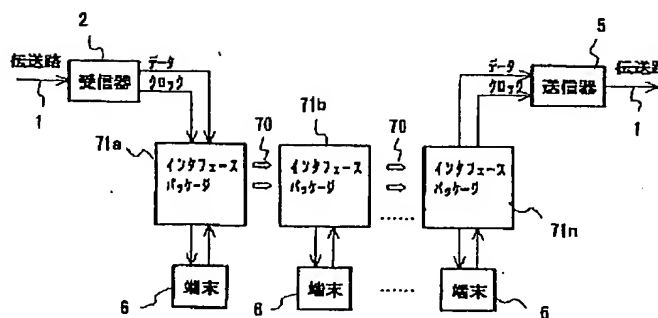 2
5
伝送路
受信器
データ
クロック
データ
クロック
送信器
伝送路
1
1
71a
70
71b
70
インタフェース
パッケージ
インタフェース
パッケージ
インタフェース
パッケージ
......
71n
端末
端末
......
端末
6
6
6